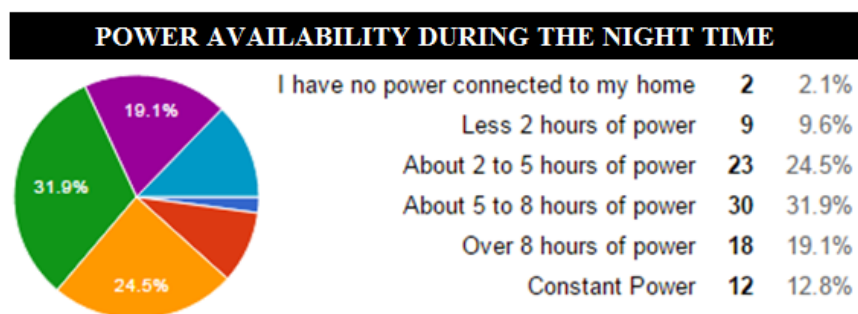 POWER AVAILABILITY DURING THE NIGHT TIME
I have no power connected to my home 2 2.1%
Less 2 hours of power 9 9.6%
About 2 to 5 hours of power 23 24.5%
About 5 to 8 hours of power 30 31.9%
Over 8 hours of power 18 19.1%
Constant Power 12 12.8%
19.1%
31.9%
24.5%